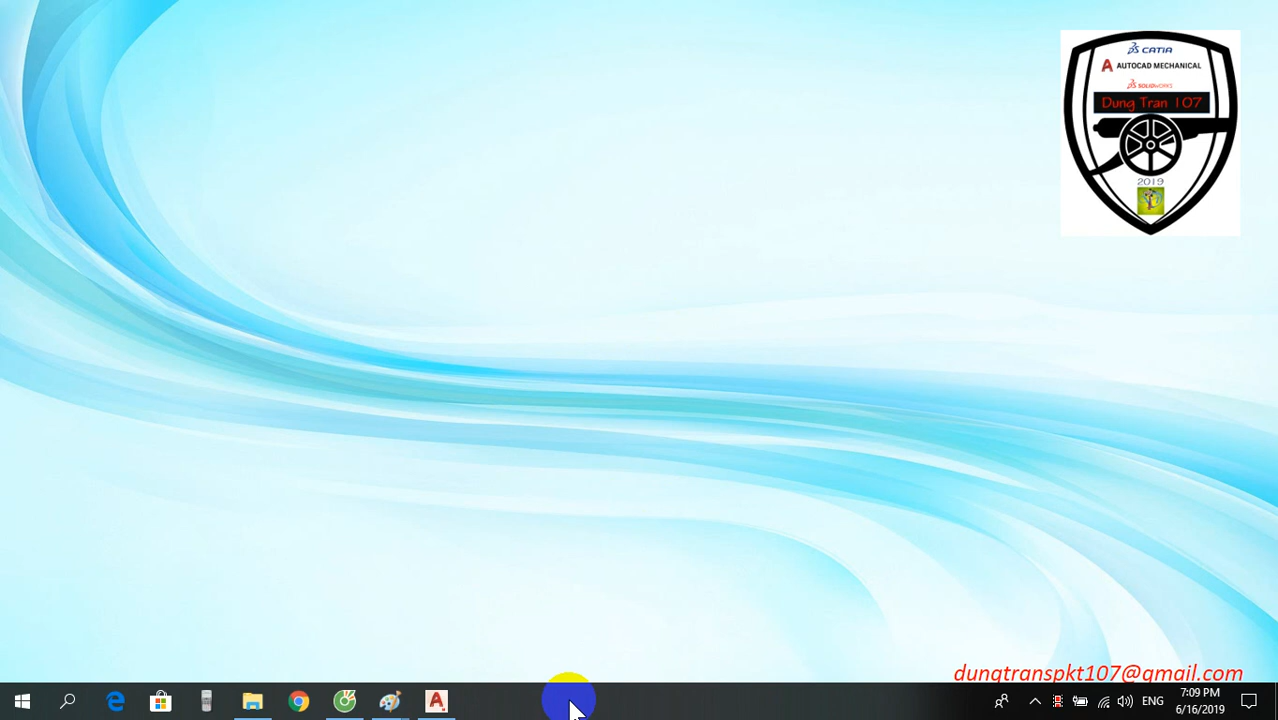 CATIA
AUTOCAD MECHANICAL
SOLIDWORKS
Dung Tran 107
2019
dungtranspkt107@gmail.com
ENG
7:09 PM
6/16/2019